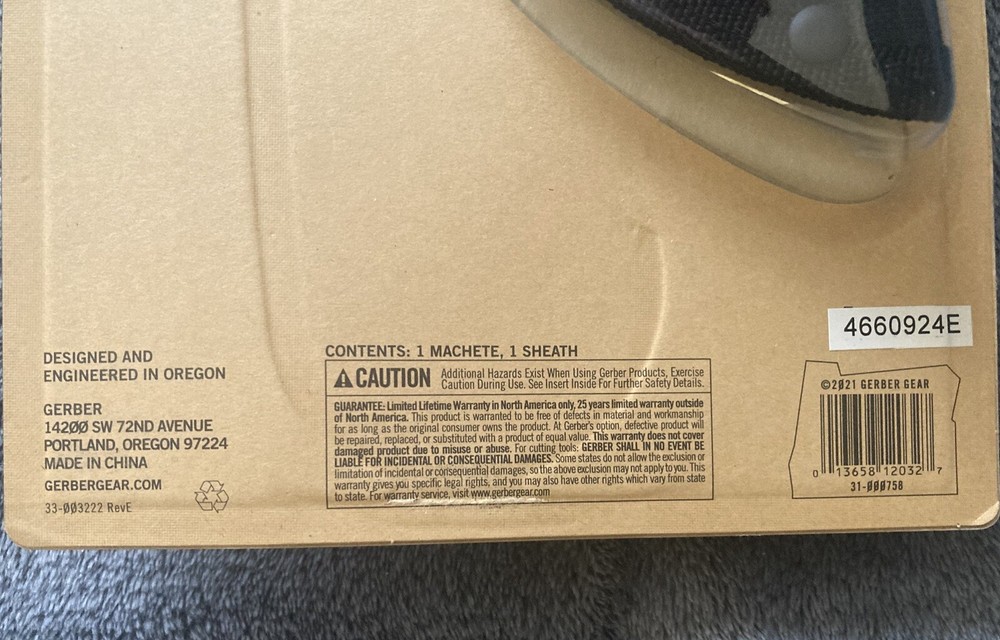 4660924E
DESIGNED AND
ENGINEERED IN OREGON
GERBER
142ØØ SW 72ND AVENUE
PORTLAND, OREGON 97224
MADE IN CHINA
GERBERGEAR.COM
33-ØØ3222 RevE
CONTENTS: 1 MACHETE, 1 SHEATH
CAUTION
Additional Hazards Exist When Using Gerber Products, Exercise
Caution During Use. See Insert Inside For Further Safety Details.
GUARANTEE: Limited Lifetime Warranty in North America only, 25 years limited warranty outside
of North America. This product is warranted to be free of defects in material and workmanship
for as long as the original consumer owns the product. At Gerber's option, defective product will
be repaired, replaced, or substituted with a product of equal value. This warranty does not cover
damaged product due to misuse or abuse. For cutting tools: GERBER SHALL IN NO EVENT BE
LIABLE FOR INCIDENTAL OR CONSEQUENTIAL DAMAGES. Some states do not allow the exclusion or
limitation of incidental or consequential damages, so the above exclusion may not apply to you. This
warranty gives you specific legal rights, and you may also have other rights which vary from state
to state. For warranty service, visit www.gerbergear.com
©2Ø21 GERBER GEAR
0 13658 12032 7
31-ØØØ758